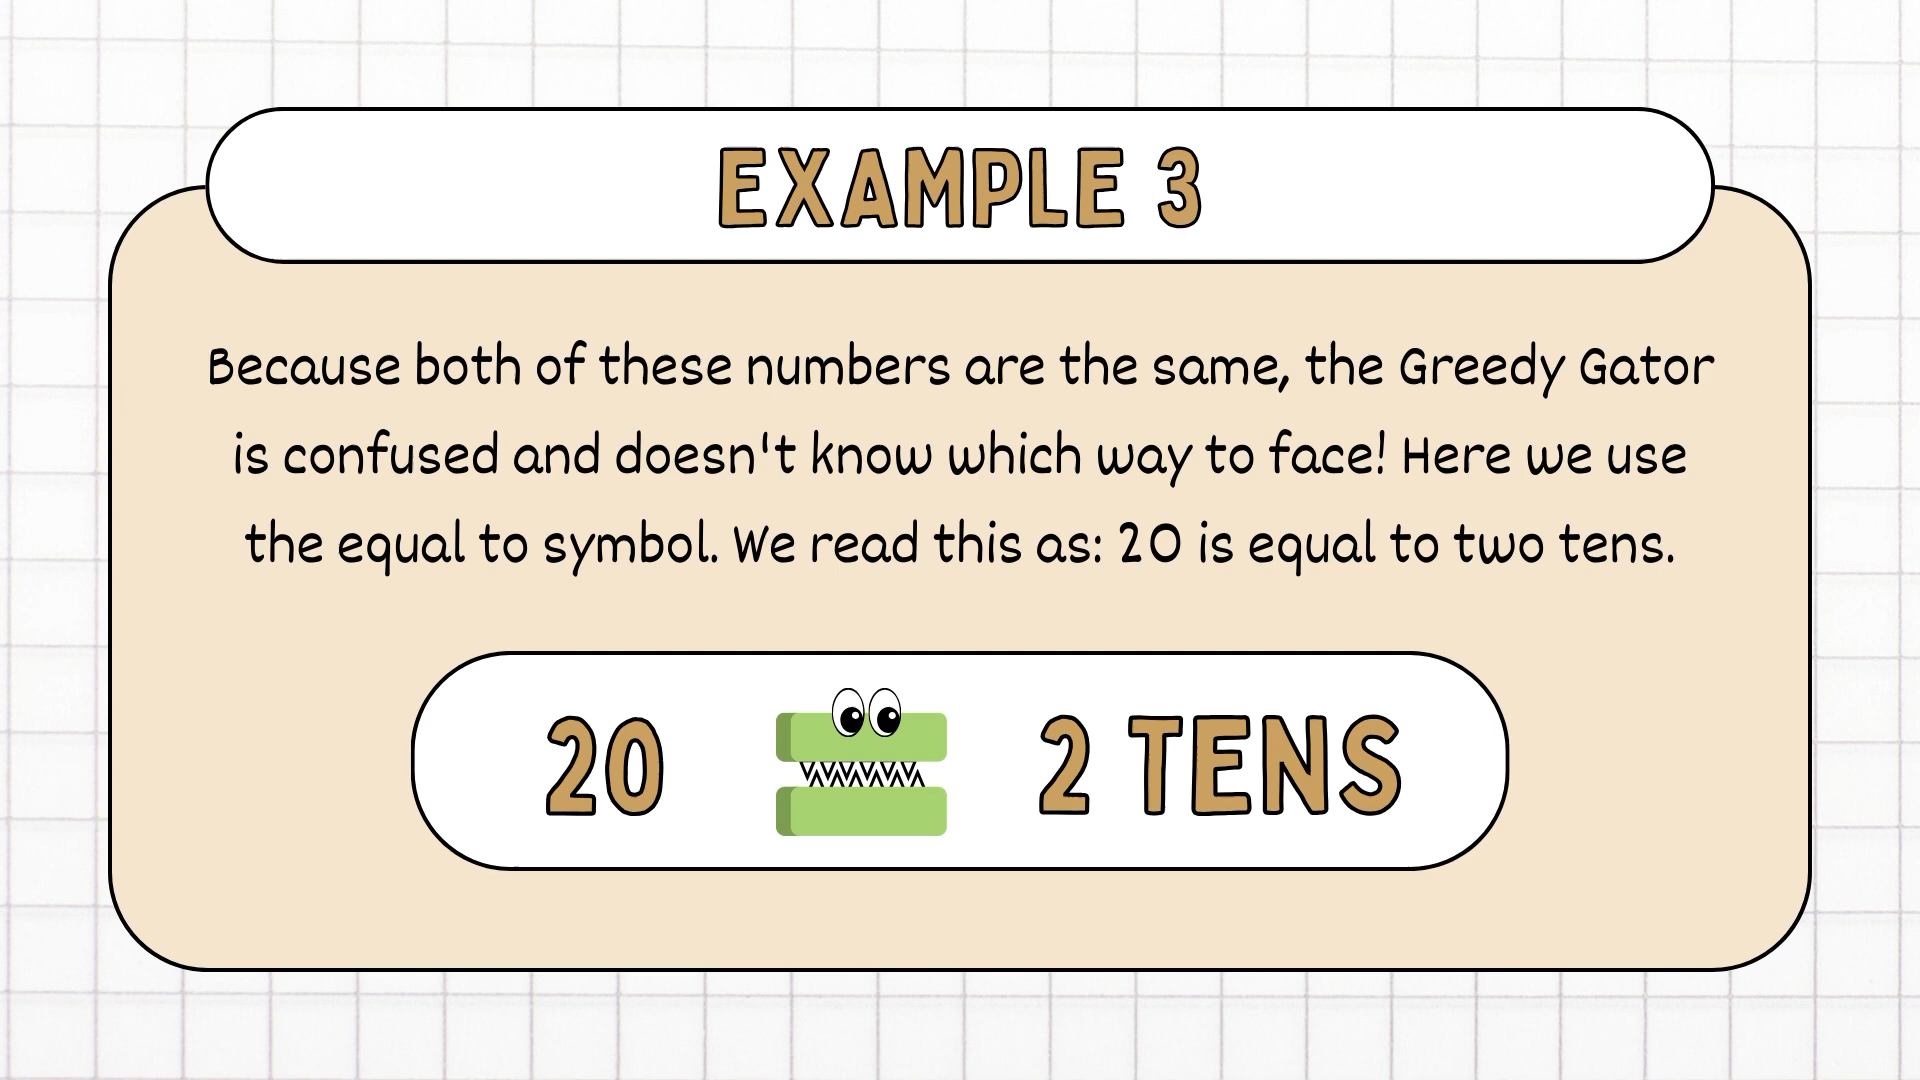 EXAMPLE 3
Because both of these numbers are the same, the Greedy Gator
is confused and doesn't know which way to face! Here we use
the equal to symbol. We read this as: 20 is equal to two tens.
20 2 TENS